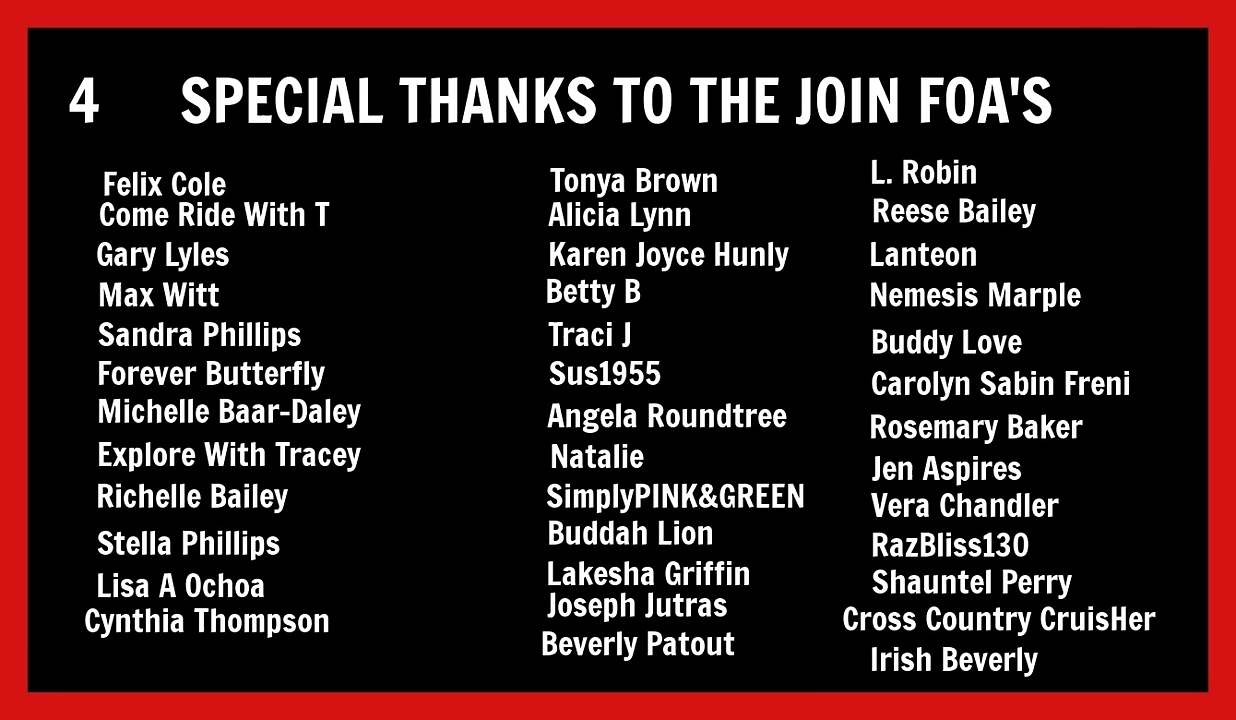 4 SPECIAL THANKS TO THE JOIN FOA'S
Felix Cole
Come Ride With T
Gary Lyles
Max Witt
Sandra Phillips
Forever Butterfly
Michelle Baar-Daley
Explore With Tracey
Richelle Bailey
Stella Phillips
Lisa A Ochoa
Cynthia Thompson
Tonya Brown
Alicia Lynn
Karen Joyce Hunly
Betty B
Traci J
Sus1955
Angela Roundtree
Natalie
SimplyPINK&GREEN
Buddah Lion
Lakesha Griffin
Joseph Jutras
Beverly Patout
L. Robin
Reese Bailey
Lanteon
Nemesis Marple
Buddy Love
Carolyn Sabin Freni
Rosemary Baker
Jen Aspires
Vera Chandler
RazBliss130
Shauntel Perry
Cross Country CruisHer
Irish Beverly